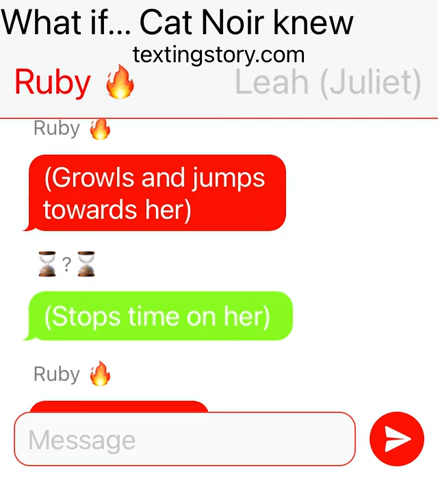 What if... Cat Noir knew
textingstory.com
Ruby 🔥 Leah (Juliet)
Ruby 🔥
(Growls and jumps
towards her)
⏳?⏳
(Stops time on her)
Ruby 🔥
Message